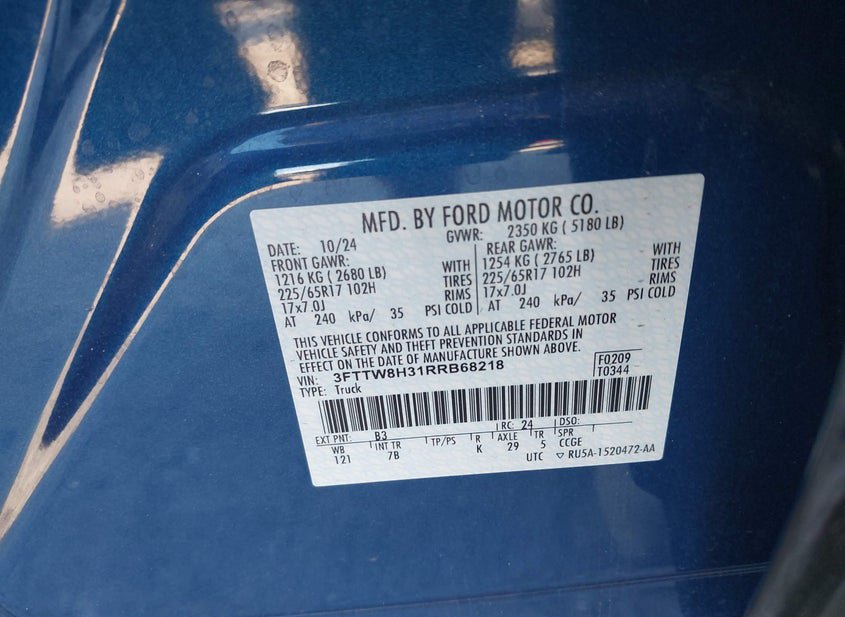 MFD. BY FORD MOTOR CO.
DATE: 10/24 GVWR: 2350 KG ( 5180 LB)
FRONT GAWR: REAR GAWR:
1216 KG ( 2680 LB) WITH 1254 KG ( 2765 LB) WITH
225/65R17 102H TIRES 225/65R17 102H TIRES
17x7.0J RIMS 17x7.0J RIMS
AT 240 kPa/ 35 PSI COLD AT 240 kPa/ 35 PSI COLD
THIS VEHICLE CONFORMS TO ALL APPLICABLE FEDERAL MOTOR
VEHICLE SAFETY AND THEFT PREVENTION STANDARDS IN
EFFECT ON THE DATE OF MANUFACTURE SHOWN ABOVE.
VIN: 3FTTW8H31RRB68218 F0209
TYPE: Truck T0344
EXT PNT: B3 RC: 24 DSO:
WB INT TR TP/PS R AXLE TR SPR
121 7B K 29 5 CCGE
UTC ▽ RU5A-1520472-AA